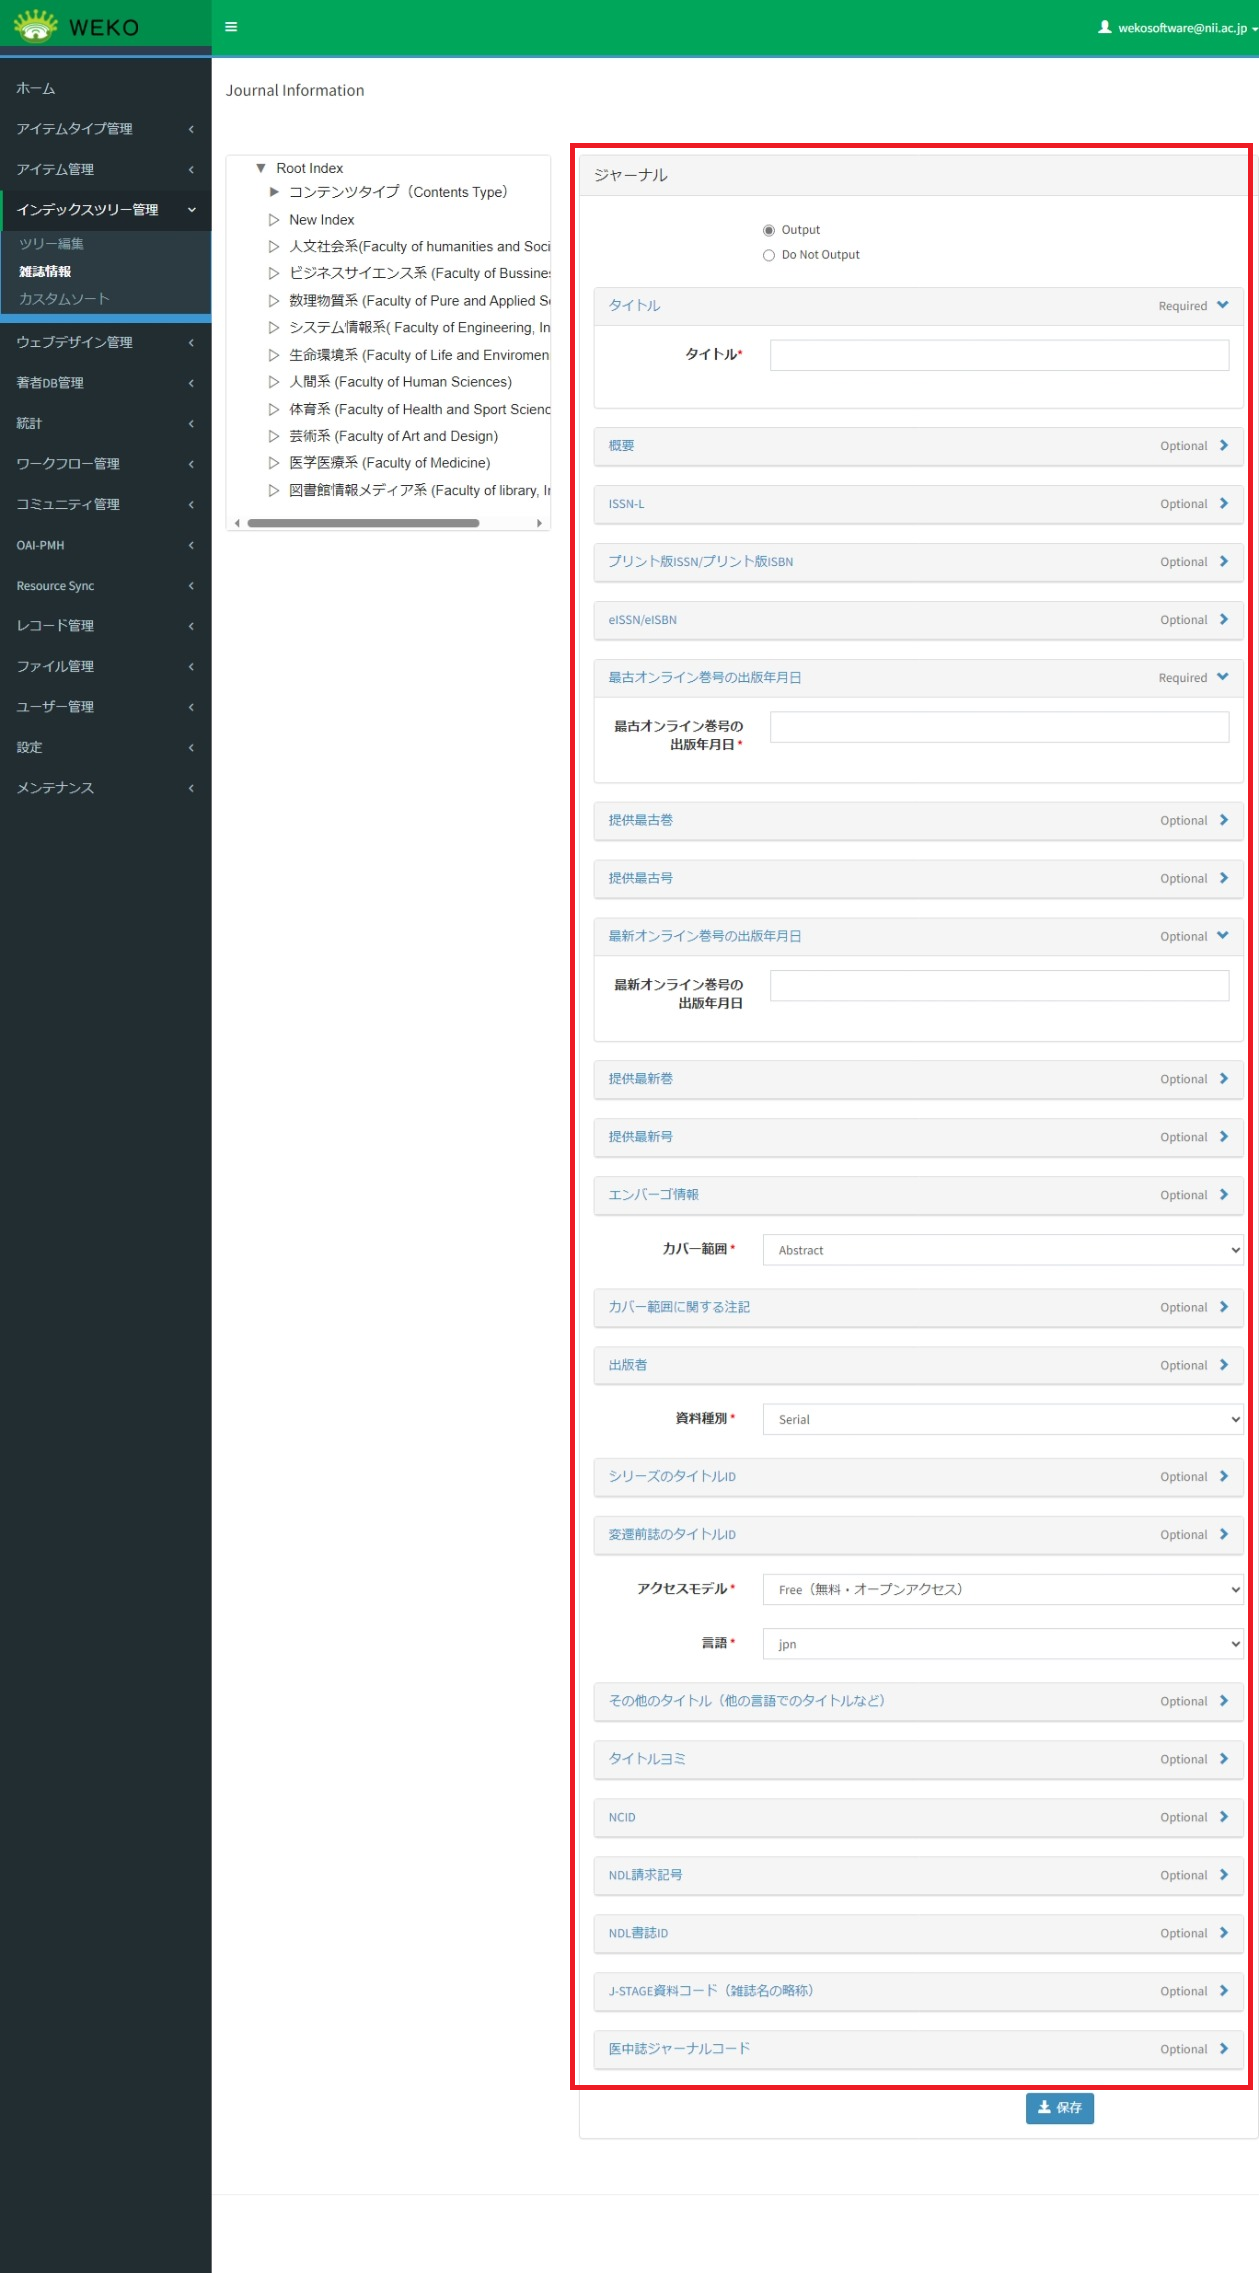 WEKO
wekosoftware@nii.ac.jp
ホーム
アイテムタイプ管理
アイテム管理
インデックスツリー管理
ツリー編集
雑誌情報
カスタムソート
ウェブデザイン管理
著者DB管理
統計
ワークフロー管理
コミュニティ管理
OAI-PMH
Resource Sync
レコード管理
ファイル管理
ユーザー管理
設定
メンテナンス
Journal Information
Root Index
コンテンツタイプ（Contents Type）
New Index
人文社会系(Faculty of humanities and Soci
ビジネスサイエンス系 (Faculty of Bussines
数理物質系 (Faculty of Pure and Applied S
システム情報系( Faculty of Engineering, In
生命環境系 (Faculty of Life and Enviromen
人間系 (Faculty of Human Sciences)
体育系 (Faculty of Health and Sport Scienc
芸術系 (Faculty of Art and Design)
医学医療系 (Faculty of Medicine)
図書館情報メディア系 (Faculty of library, I
ジャーナル
Output
Do Not Output
タイトル Required
タイトル*
概要 Optional
ISSN-L Optional
プリント版ISSN/プリント版ISBN Optional
eISSN/eISBN Optional
最古オンライン巻号の出版年月日 Required
最古オンライン巻号の
出版年月日*
提供最古巻 Optional
提供最古号 Optional
最新オンライン巻号の出版年月日 Optional
最新オンライン巻号の
出版年月日
提供最新巻 Optional
提供最新号 Optional
エンバーゴ情報 Optional
カバー範囲* Abstract
カバー範囲に関する注記 Optional
出版者 Optional
資料種別* Serial
シリーズのタイトルID Optional
変遷前誌のタイトルID Optional
アクセスモデル* Free（無料・オープンアクセス）
言語* jpn
その他のタイトル（他の言語でのタイトルなど） Optional
タイトルヨミ Optional
NCID Optional
NDL請求記号 Optional
NDL書誌ID Optional
J-STAGE資料コード（雑誌名の略称） Optional
医中誌ジャーナルコード Optional
保存